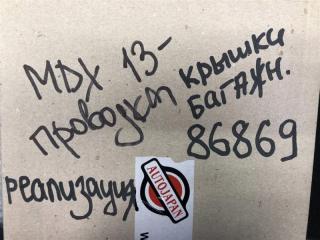 MDX 13-
проводка
крышки
багажн.
86869
реализация
AUTOJAPAN